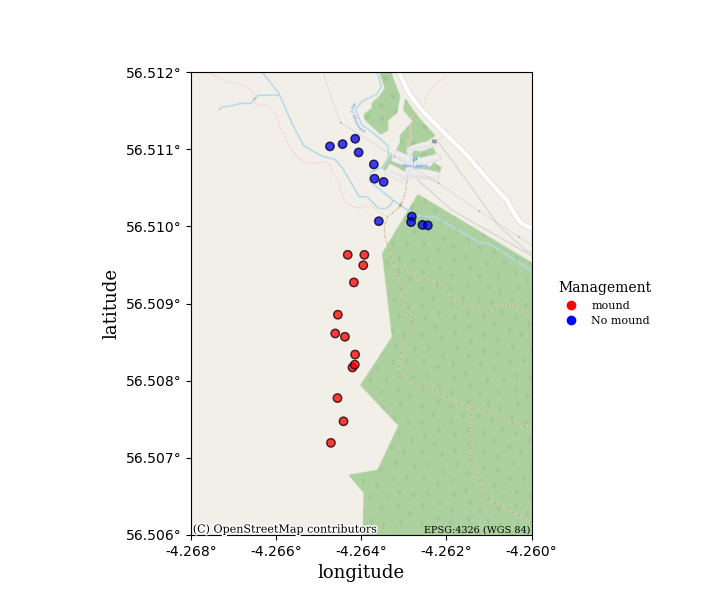 56.512°
56.511°
56.510°
56.509°
56.508°
56.507°
56.506°
latitude
P
(C) OpenStreetMap contributors
EPSG:4326 (WGS 84)
-4.268°
-4.266°
-4.264°
-4.262°
-4.260°
longitude
Management
mound
No mound